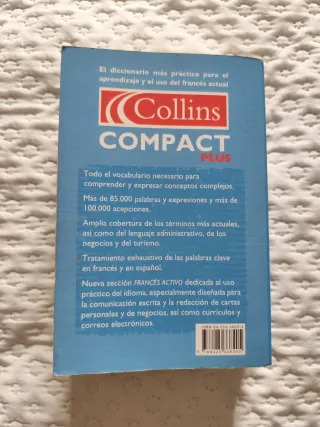 El diccionario más práctico para el
aprendizaje y el uso del francés actual
Collins
COMPACT
PLUS
Todo el vocabulario necesario para
comprender y expresar conceptos complejos.
Más de 85.000 palabras y expresiones y más de
100.000 acepciones.
Amplia cobertura de los términos más actuales,
así como del lenguaje administrativo, de los
negocios y del turismo.
Tratamiento exhaustivo de las palabras clave
en francés y en español.
Nueva sección FRANCÉS ACTIVO dedicada al uso
práctico del idioma, especialmente diseñada para
la comunicación escrita y la redacción de cartas
personales y de negocios, así como currículos y
correos electrónicos.